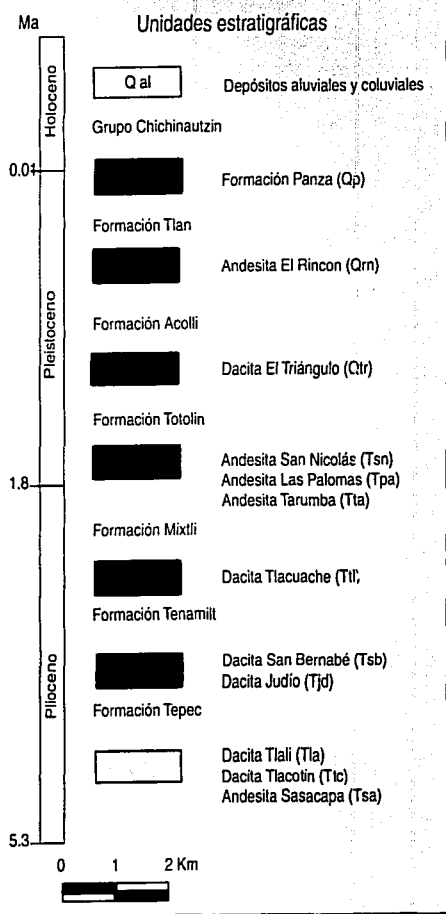 Ma
Unidades estratigráficas
Holoceno
Q al
Depósitos aluviales y coluviales
Grupo Chichinautzin
0.01
Formación Panza (Qp)
Formación Tlan
Andesita El Rincon (Qrn)
Pleistoceno
Formación Acolli
Dacita El Triángulo (Qtr)
Formación Totolin
Andesita San Nicolás (Tsn)
Andesita Las Palomas (Tpa)
1.8
Andesita Tarumba (Tta)
Formación Mixtli
Dacita Tlacuache (Ttl)
Formación Tenamilt
Plioceno
Dacita San Bernabé (Tsb)
Dacita Judío (Tjd)
Formación Tepec
Dacita Tlali (Tla)
Dacita Tlacotin (Ttc)
Andesita Sasacapa (Tsa)
5.3
0 1 2 Km